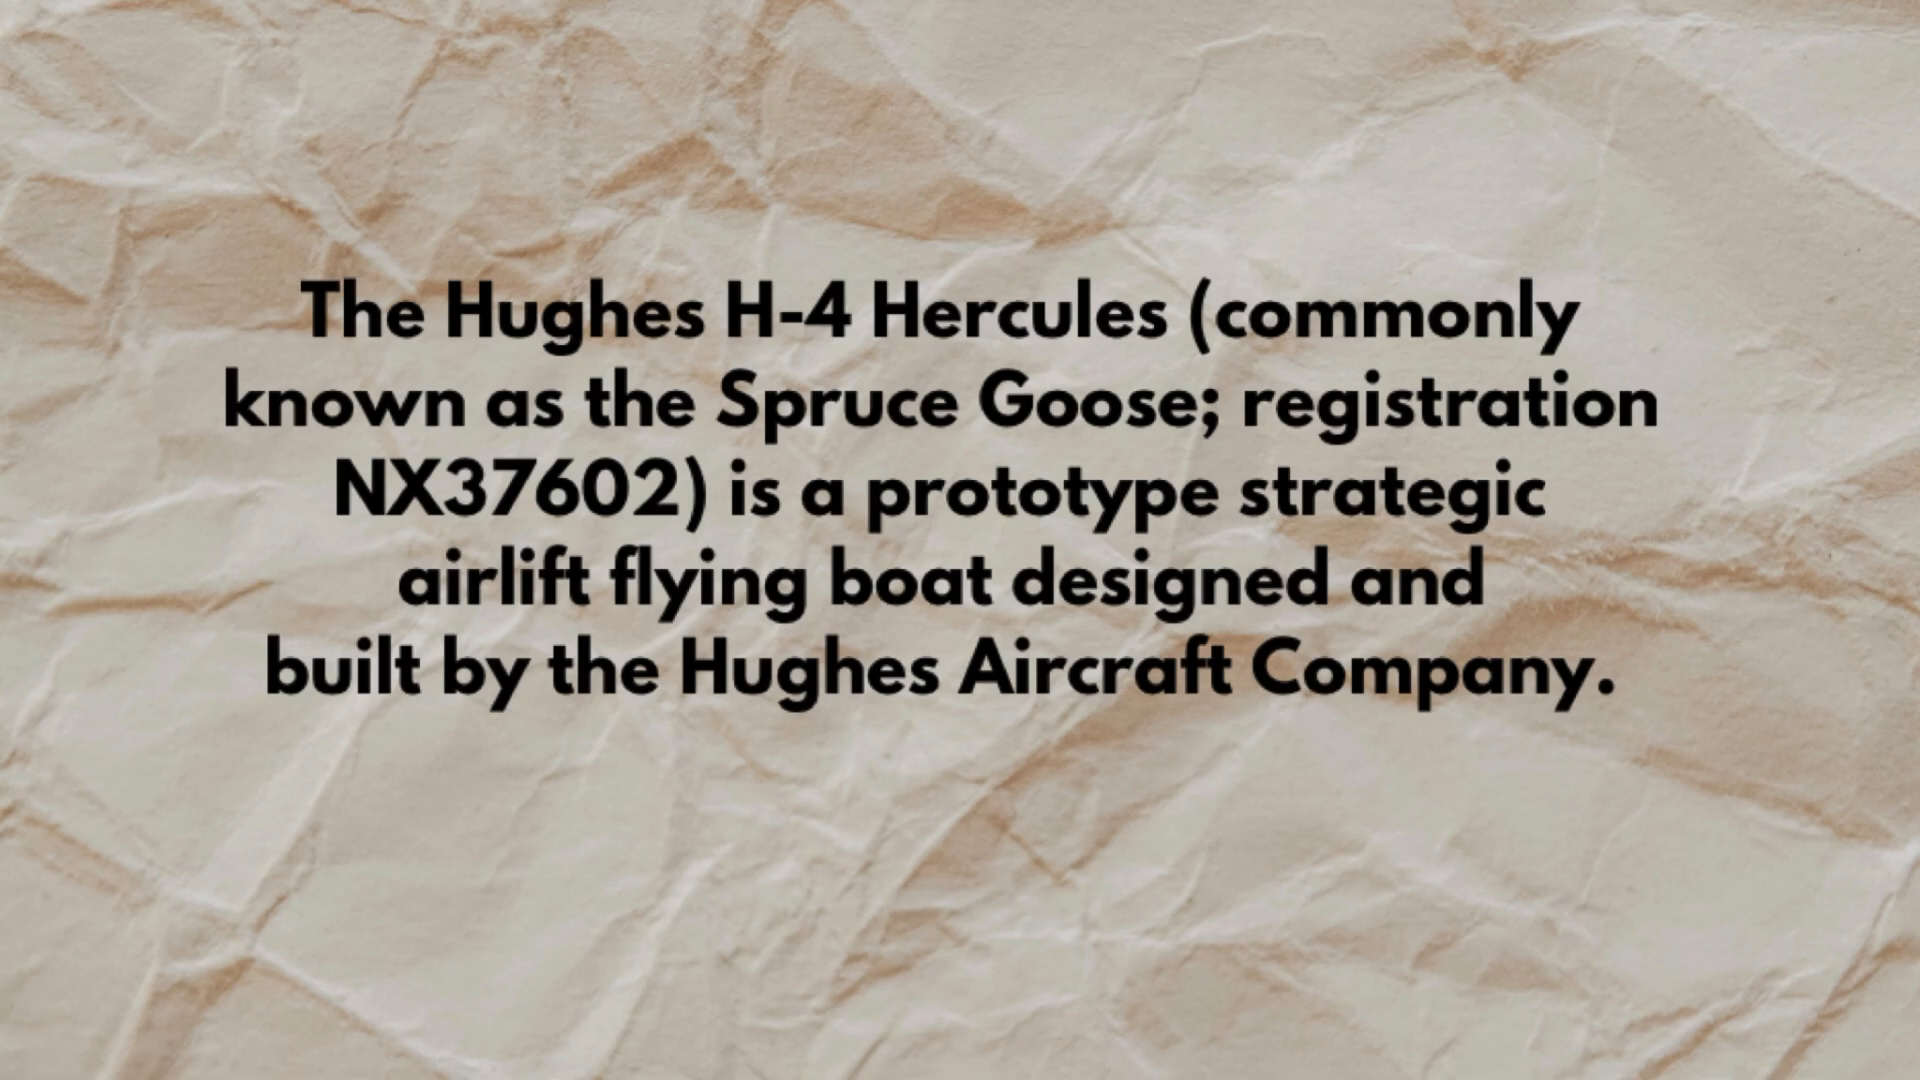 The Hughes H-4 Hercules (commonly
known as the Spruce Goose; registration
NX37602) is a prototype strategic
airlift flying boat designed and
built by the Hughes Aircraft Company.